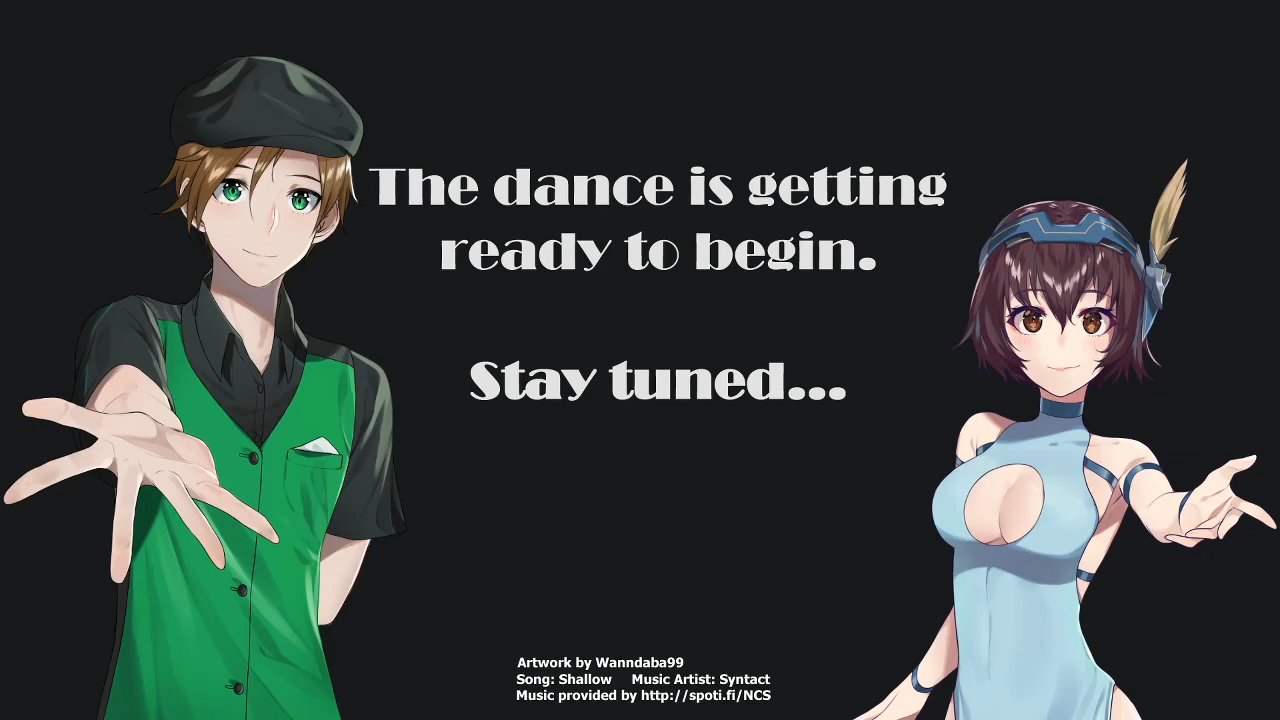 The dance is getting
ready to begin.
Stay tuned...
Artwork by Wanndaba99
Song: Shallow Music Artist: Syntact
Music provided by http://spoti.fi/NCS